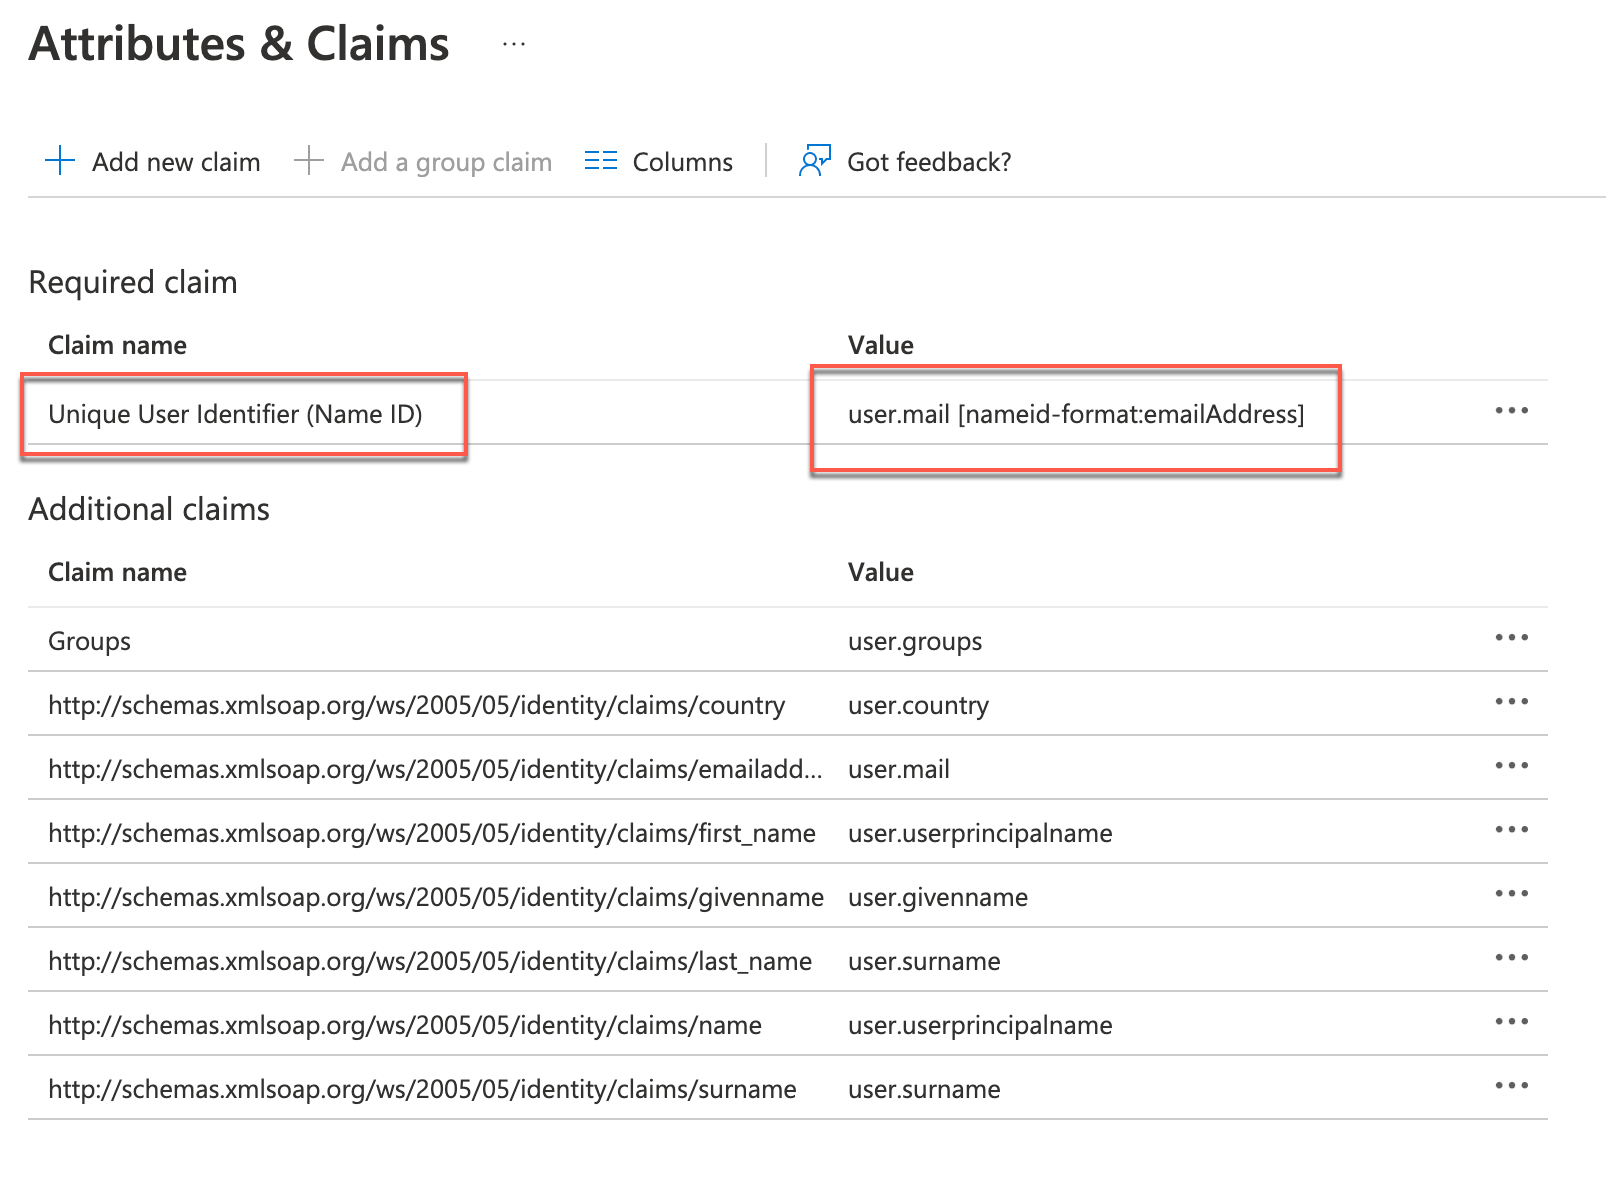 Attributes & Claims ...
Add new claim Add a group claim Columns Got feedback?
Required claim
Claim name Value
Unique User Identifier (Name ID) user.mail [nameid-format:emailAddress] ...
Additional claims
Claim name Value
Groups user.groups ...
http://schemas.xmlsoap.org/ws/2005/05/identity/claims/country user.country ...
http://schemas.xmlsoap.org/ws/2005/05/identity/claims/emailadd... user.mail ...
http://schemas.xmlsoap.org/ws/2005/05/identity/claims/first_name user.userprincipalname ...
http://schemas.xmlsoap.org/ws/2005/05/identity/claims/givenname user.givenname ...
http://schemas.xmlsoap.org/ws/2005/05/identity/claims/last_name user.surname ...
http://schemas.xmlsoap.org/ws/2005/05/identity/claims/name user.userprincipalname ...
http://schemas.xmlsoap.org/ws/2005/05/identity/claims/surname user.surname ...